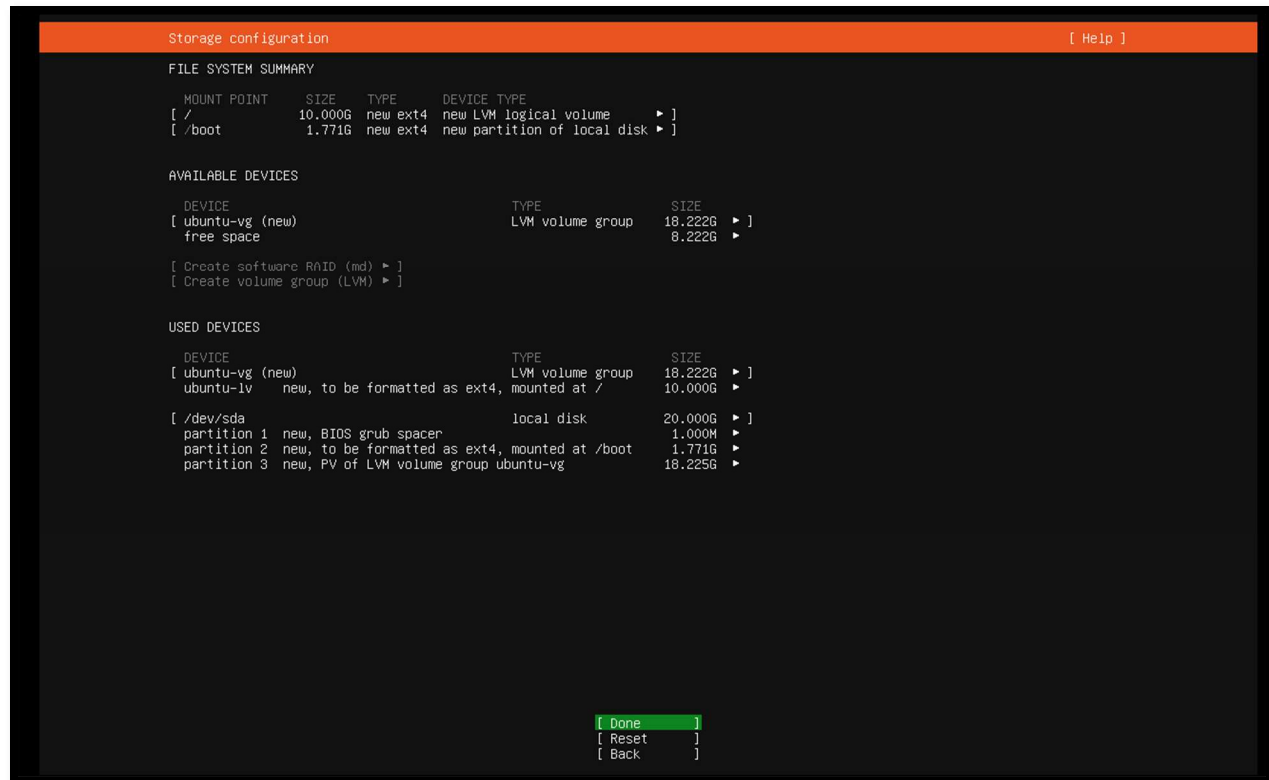 Storage configuration [ Help ]
FILE SYSTEM SUMMARY
MOUNT POINT SIZE TYPE DEVICE TYPE
[ / 10.000G new ext4 new LVM logical volume ► ]
[ /boot 1.771G new ext4 new partition of local disk ► ]
AVAILABLE DEVICES
DEVICE TYPE SIZE
[ ubuntu-vg (new) LVM volume group 18.222G ► ]
free space 8.222G ►
[ Create software RAID (md) ► ]
[ Create volume group (LVM) ► ]
USED DEVICES
DEVICE TYPE SIZE
[ ubuntu-vg (new) LVM volume group 18.222G ► ]
ubuntu-lv new, to be formatted as ext4, mounted at / 10.000G ►
[ /dev/sda local disk 20.000G ► ]
partition 1 new, BIOS grub spacer 1.000M ►
partition 2 new, to be formatted as ext4, mounted at /boot 1.771G ►
partition 3 new, PV of LVM volume group ubuntu-vg 18.225G ►
[ Done ]
[ Reset ]
[ Back ]